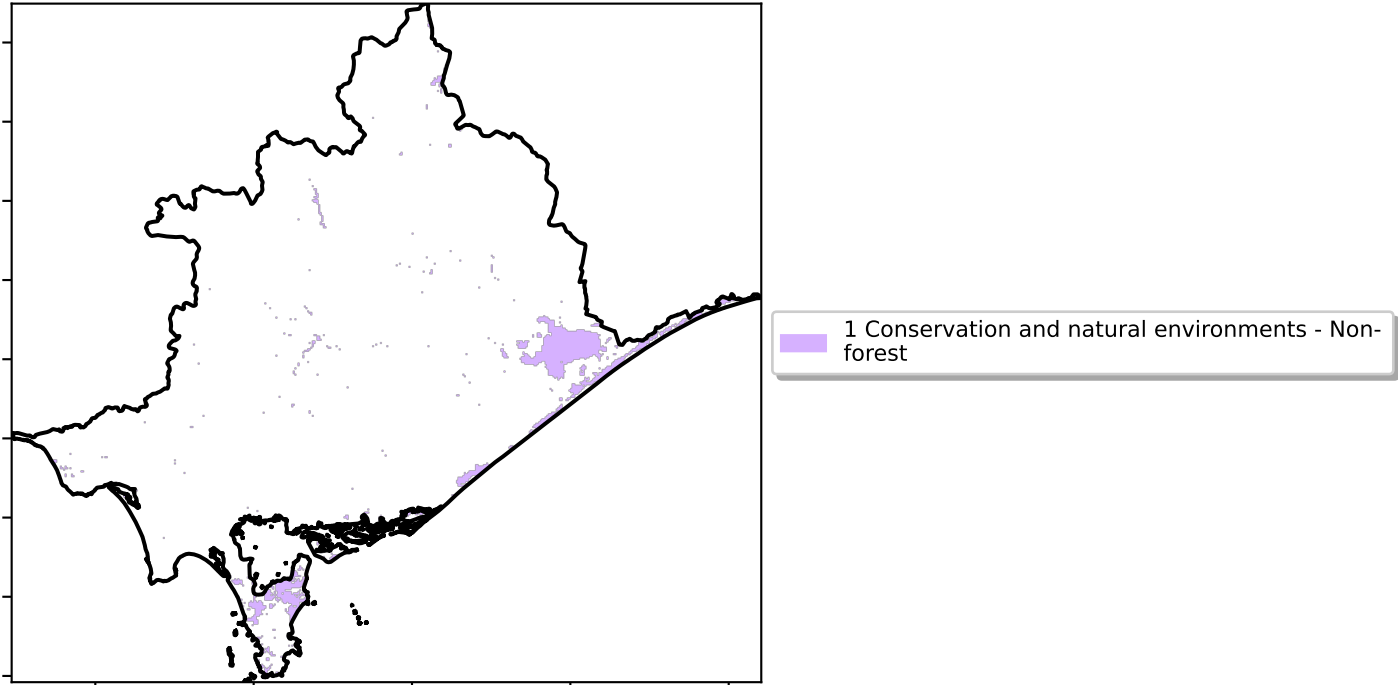 1 Conservation and natural environments - Non-
forest